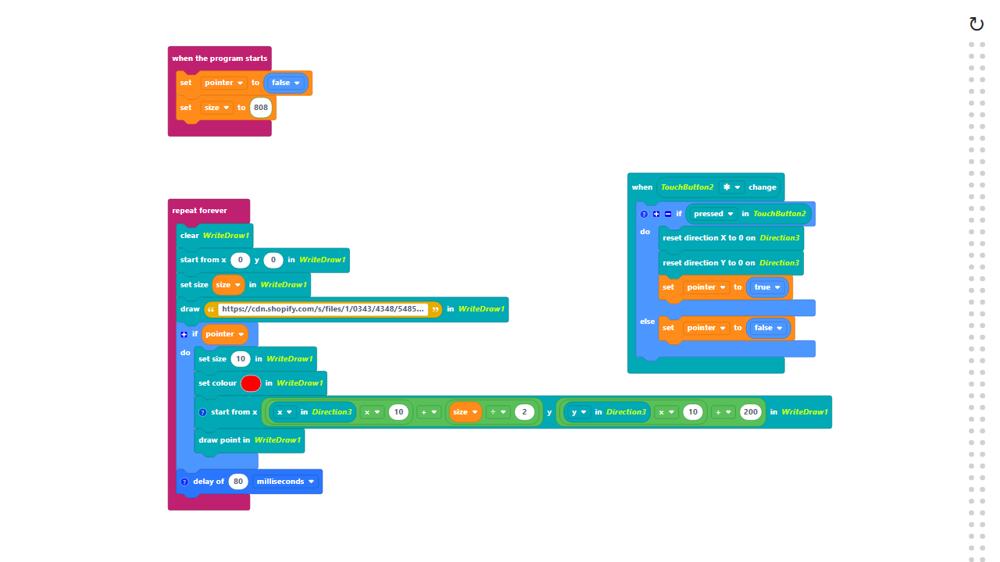 when the program starts
set pointer to false
set size to 808
repeat forever
clear WriteDraw1
start from x 0 y 0 in WriteDraw1
set size size in WriteDraw1
draw “ https://cdn.shopify.com/s/files/1/0343/4348/5485... ” in WriteDraw1
if pointer
do
set size 10 in WriteDraw1
set colour in WriteDraw1
? start from x x in Direction3 × 10 + size ÷ 2 y y in Direction3 × 10 + 200 in WriteDraw1
draw point in WriteDraw1
? delay of 80 milliseconds
when TouchButton2 ✱ change
? if pressed in TouchButton2
do
reset direction X to 0 on Direction3
reset direction Y to 0 on Direction3
set pointer to true
else
set pointer to false